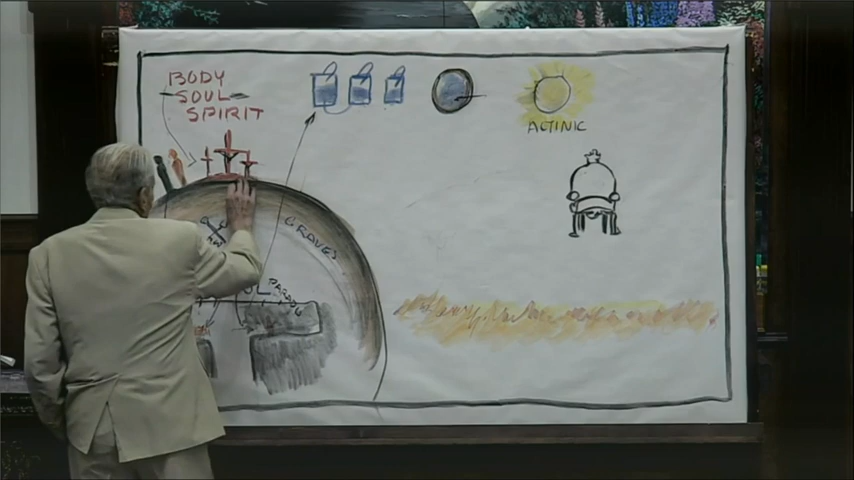 BODY
SOUL
SPIRIT
ACTINIC
GRAVES